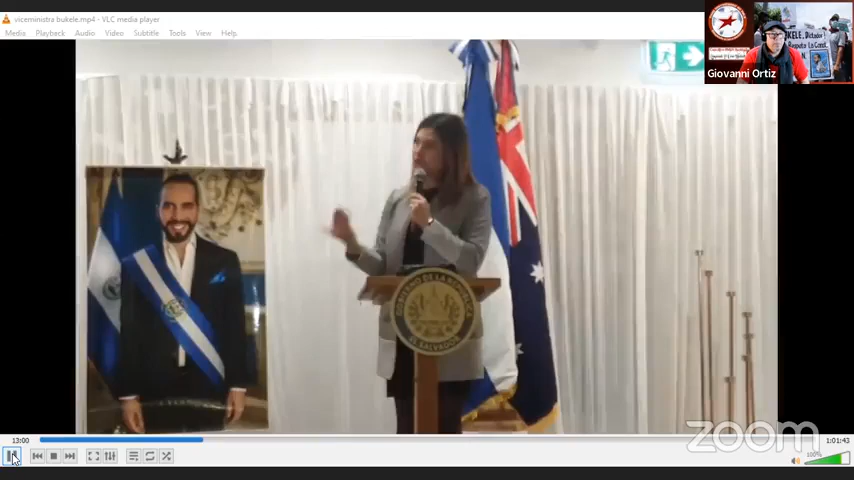 viceministra bukele.mp4 - VLC media player
Media Playback Audio Video Subtitle Tools View Help
Giovanni Ortiz
GOBIERNO DE LA REPÚBLICA
EL SALVADOR
13:00
1:01:43
100%
zoom